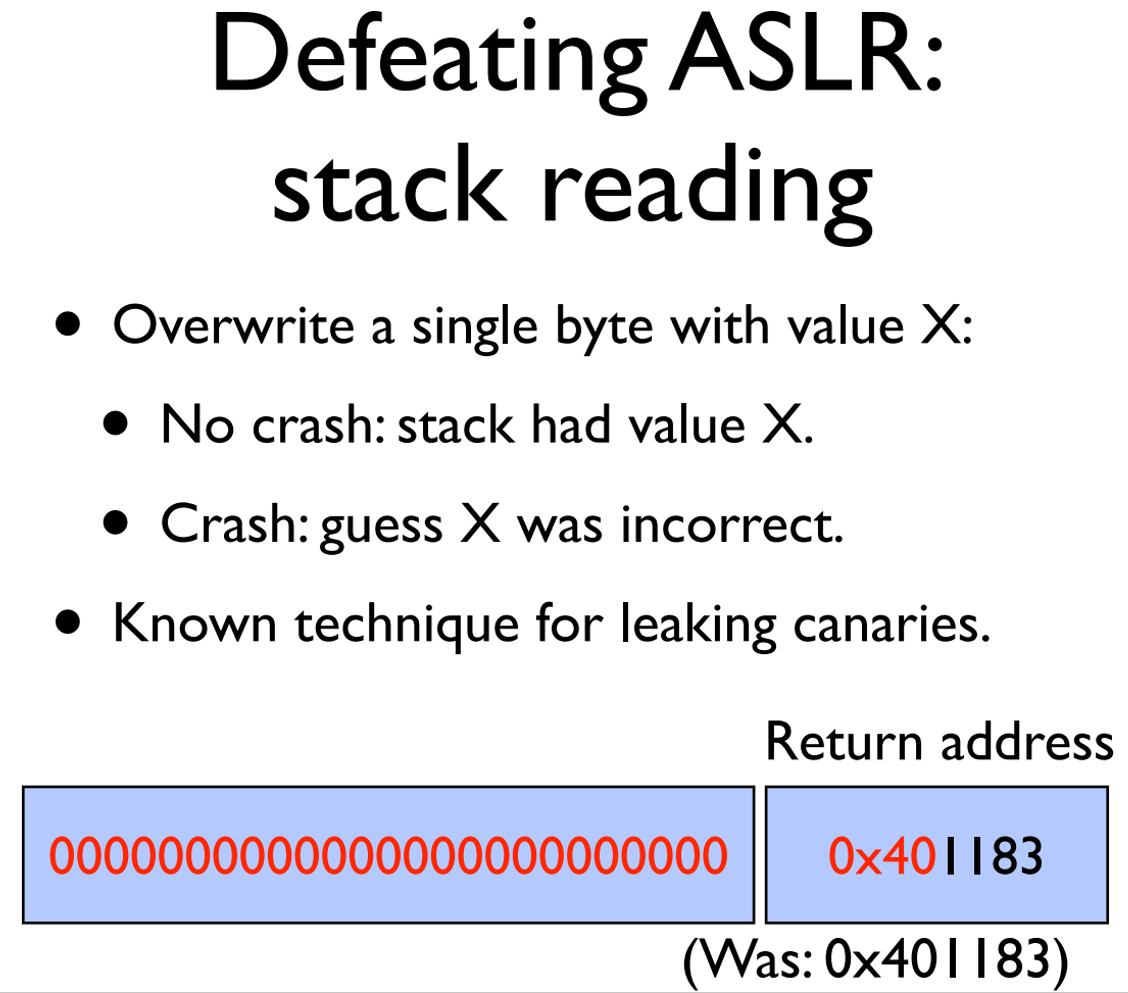 Defeating ASLR:
stack reading
• Overwrite a single byte with value X:
• No crash: stack had value X.
• Crash: guess X was incorrect.
• Known technique for leaking canaries.
Return address
0000000000000000000000000 0x401183
(Was: 0x401183)